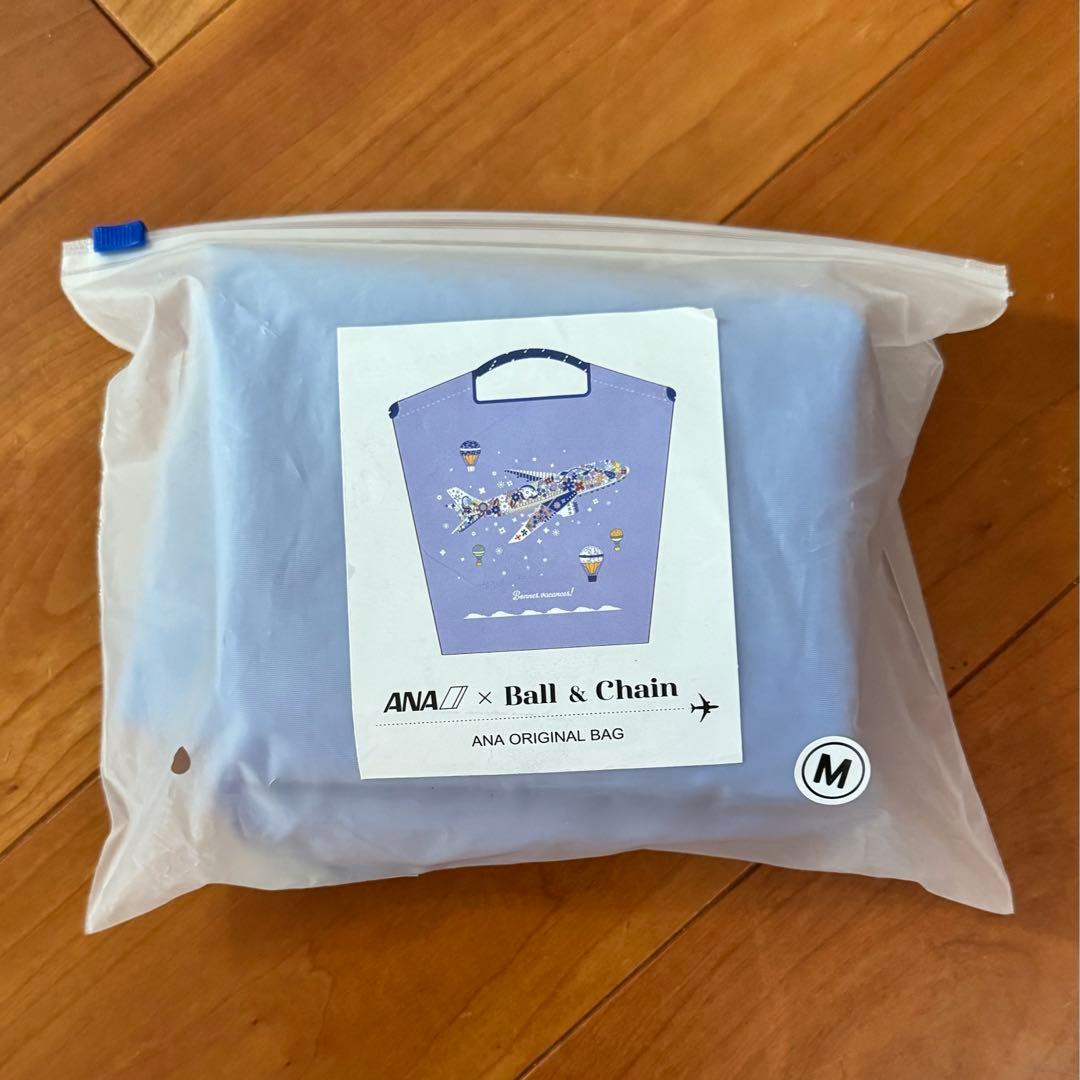 Bonnes vacances!
ANA × Ball & Chain
ANA ORIGINAL BAG
M